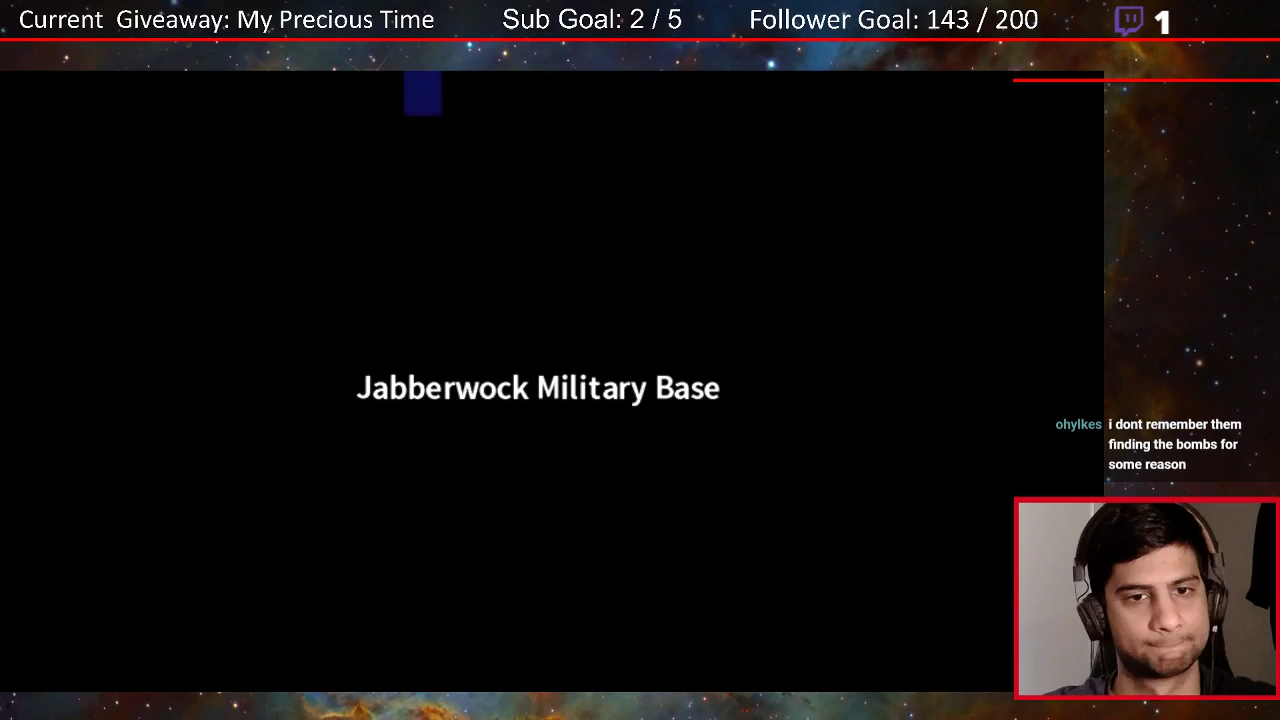 Current  Giveaway: My Precious Time
Sub Goal: 2 / 5
Follower Goal: 143 / 200
1
Jabberwock Military Base
ohylkes i dont remember them
finding the bombs for
some reason